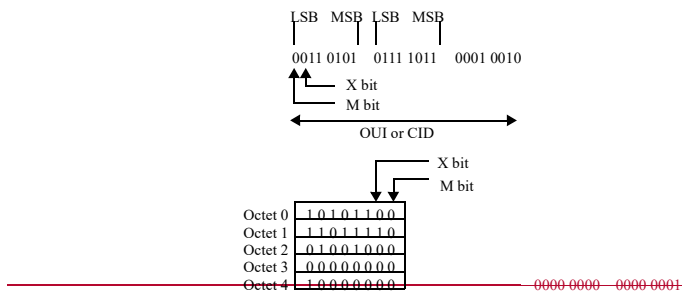 LSB MSB LSB MSB
0011 0101 0111 1011 0001 0010
X bit
M bit
OUI or CID
X bit
M bit
Octet 0 1 0 1 0 1 1 0 0
Octet 1 1 1 0 1 1 1 1 0
Octet 2 0 1 0 0 1 0 0 0
Octet 3 0 0 0 0 0 0 0 0
Octet 4 1 0 0 0 0 0 0 0 0000 0000 0000 0001